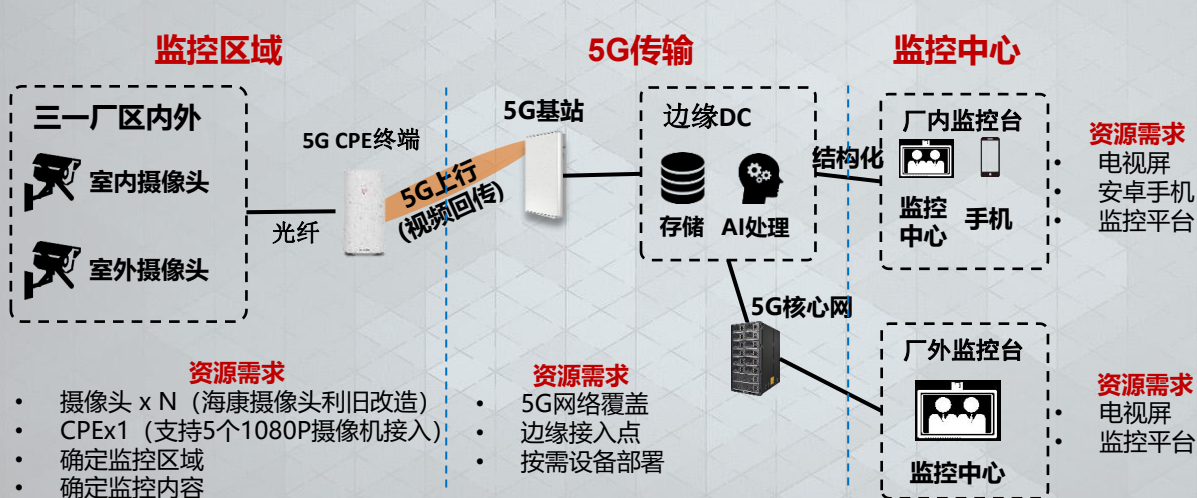 监控区域
5G传输
监控中心
三一厂区内外
室内摄像头
室外摄像头
光纤
5G CPE终端
5G上行
(视频回传)
5G基站
边缘DC
存储
AI处理
结构化
5G核心网
厂内监控台
监控
中心
手机
资源需求
• 电视屏
• 安卓手机
• 监控平台
厂外监控台
监控中心
资源需求
• 电视屏
• 监控平台
资源需求
• 摄像头 x N（海康摄像头利旧改造）
• CPEx1（支持5个1080P摄像机接入）
• 确定监控区域
• 确定监控内容
资源需求
• 5G网络覆盖
• 边缘接入点
• 按需设备部署